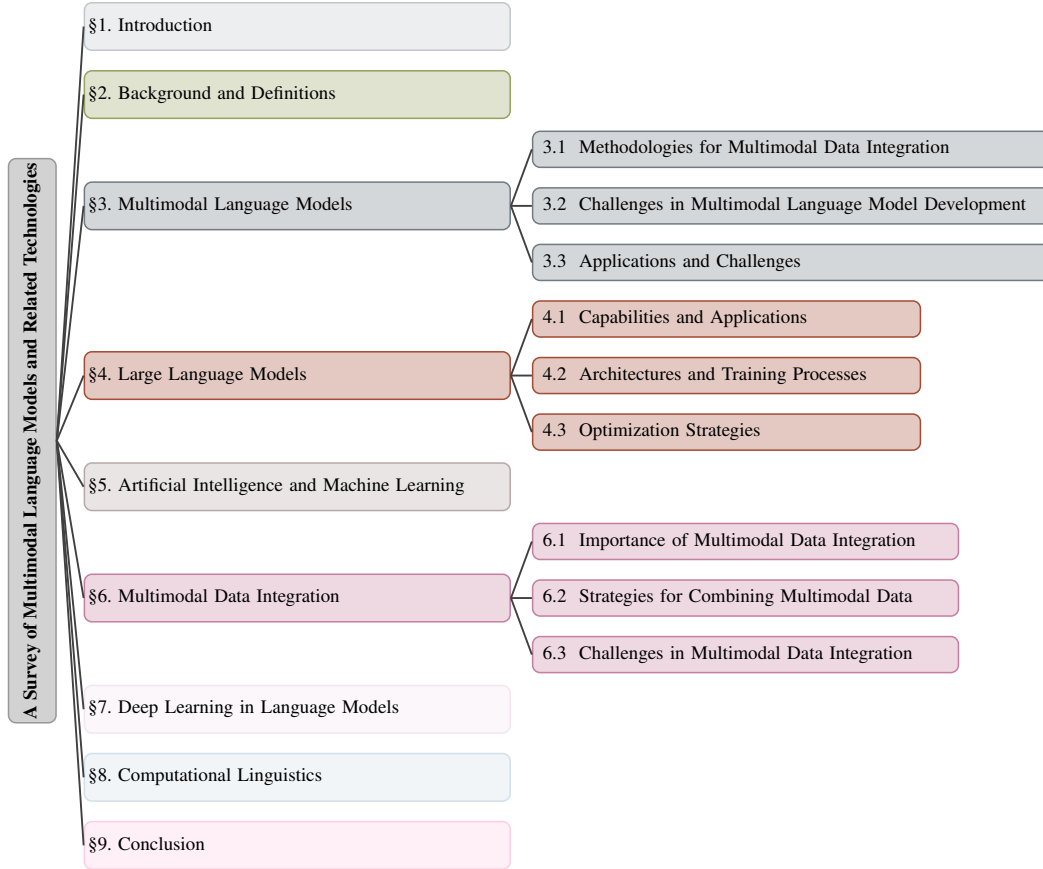 A Survey of Multimodal Language Models and Related Technologies
§1. Introduction
§2. Background and Definitions
§3. Multimodal Language Models
3.1 Methodologies for Multimodal Data Integration
3.2 Challenges in Multimodal Language Model Development
3.3 Applications and Challenges
§4. Large Language Models
4.1 Capabilities and Applications
4.2 Architectures and Training Processes
4.3 Optimization Strategies
§5. Artificial Intelligence and Machine Learning
§6. Multimodal Data Integration
6.1 Importance of Multimodal Data Integration
6.2 Strategies for Combining Multimodal Data
6.3 Challenges in Multimodal Data Integration
§7. Deep Learning in Language Models
§8. Computational Linguistics
§9. Conclusion